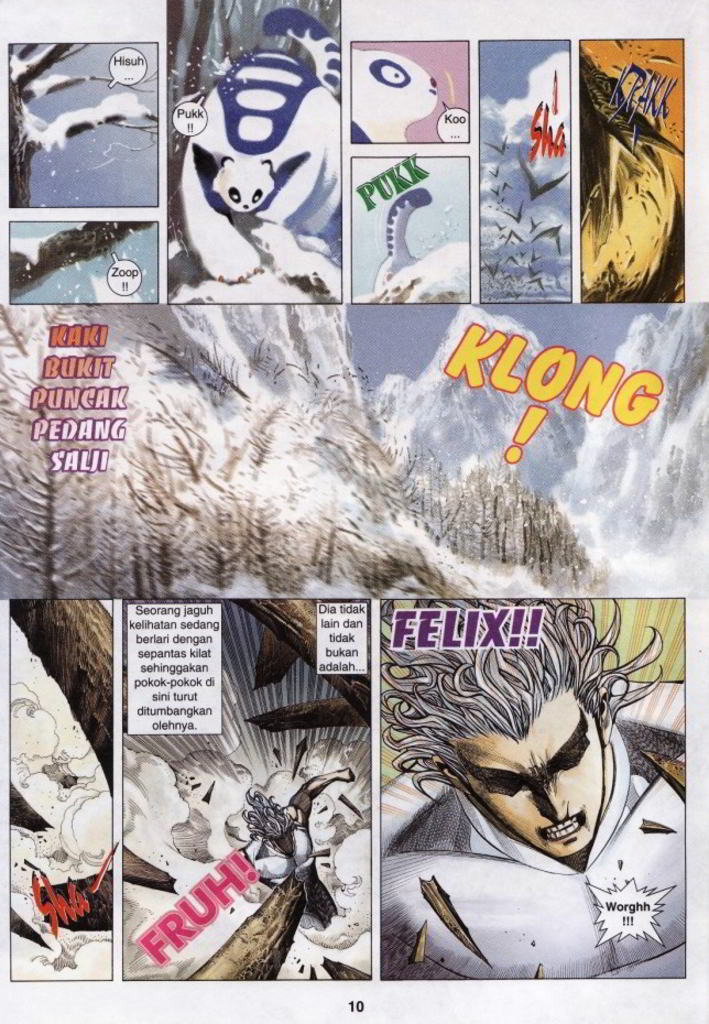 Hisuh
...
Pukk
!!
Koo
...
Sha
!
KRAKK
PUKK
Zoop
!!
KAKI
BUKIT
PUNCAK
PEDANG
SALJI
KLONG
!
Seorang jaguh
kelihatan sedang
berlari dengan
sepantas kilat
sehinggakan
pokok-pokok di
sini turut
ditumbangkan
olehnya.
Dia tidak
lain dan
tidak
bukan
adalah...
FELIX!!
Sha
FRUH!
Worghh
!!!
10